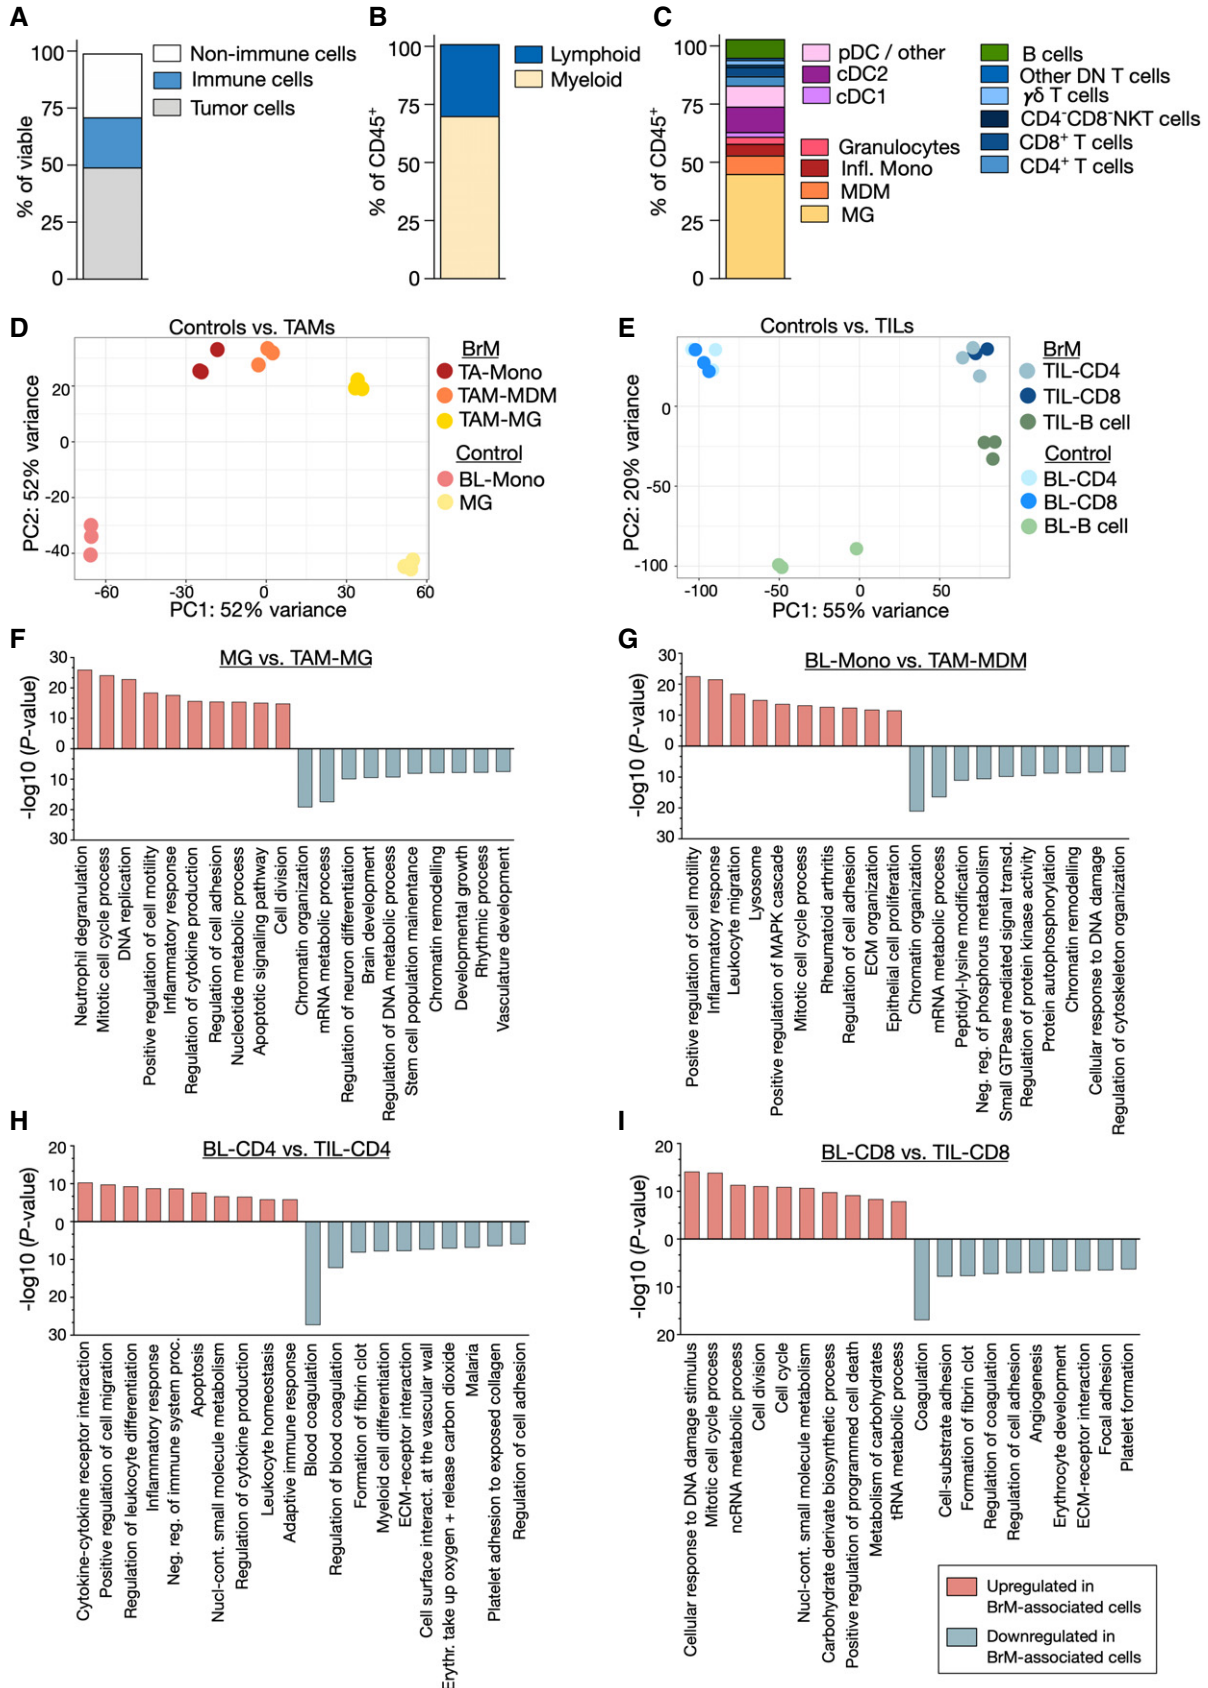 A
% of viable
100
75
50
25
0
Non-immune cells
Immune cells
Tumor cells
B
% of CD45+
100
75
50
25
0
Lymphoid
Myeloid
C
% of CD45+
100
75
50
25
0
pDC / other
cDC2
cDC1
Granulocytes
Infl. Mono
MDM
MG
B cells
Other DN T cells
γδ T cells
CD4-CD8-NKT cells
CD8+ T cells
CD4+ T cells
D
Controls vs. TAMs
PC2: 52% variance
20
0
-20
-40
-60
-30
0
30
60
PC1: 52% variance
BrM
TA-Mono
TAM-MDM
TAM-MG
Control
BL-Mono
MG
E
Controls vs. TILs
PC2: 20% variance
0
-50
-100
-100
-50
0
50
PC1: 55% variance
BrM
TIL-CD4
TIL-CD8
TIL-B cell
Control
BL-CD4
BL-CD8
BL-B cell
F
MG vs. TAM-MG
-log10 (P-value)
30
20
10
0
10
20
30
Neutrophil degranulation
Mitotic cell cycle process
DNA replication
Positive regulation of cell motility
Inflammatory response
Regulation of cytokine production
Regulation of cell adhesion
Nucleotide metabolic process
Apoptotic signaling pathway
Cell division
Chromatin organization
mRNA metabolic process
Regulation of neuron differentiation
Brain development
Regulation of DNA metabolic process
Stem cell population maintentance
Chromatin remodelling
Developmental growth
Rhythmic process
Vasculature development
G
BL-Mono vs. TAM-MDM
-log10 (P-value)
30
20
10
0
10
20
30
Positive regulation of cell motility
Inflammatory response
Leukocyte migration
Lysosome
Positive regulation of MAPK cascade
Mitotic cell cycle process
Rheumatoid arthritis
Regulation of cell adhesion
ECM organization
Epithelial cell proliferation
Chromatin organization
mRNA metabolic process
Peptidyl-lysine modification
Neg. reg. of phosphorus metabolism
Small GTPase mediated signal transd.
Regulation of protein kinase activity
Protein autophosphorylation
Chromatin remodelling
Cellular response to DNA damage
Regulation of cytoskeleton organization
H
BL-CD4 vs. TIL-CD4
-log10 (P-value)
20
10
0
10
20
30
Cytokine-cytokine receptor interaction
Positive regulation of cell migration
Regulation of leukocyte differentiation
Inflammatory response
Neg. reg. of immune system proc.
Apoptosis
Nucl-cont. small molecule metabolism
Regulation of cytokine production
Leukocyte homeostasis
Adaptive immune response
Blood coagulation
Regulation of blood coagulation
Formation of fibrin clot
Myeloid cell differentiation
ECM-receptor interaction
Cell surface interact. at the vascular wall
Erythr. take up oxygen + release carbon dioxide
Malaria
Platelet adhesion to exposed collagen
Regulation of cell adhesion
I
BL-CD8 vs. TIL-CD8
-log10 (P-value)
20
10
0
10
20
Cellular response to DNA damage stimulus
Mitotic cell cycle process
ncRNA metabolic process
Cell division
Cell cycle
Nucl-cont. small molecule metabolism
Carbohydrate derivate biosynthetic process
Positive regulation of programmed cell death
Metabolism of carbohydrates
tRNA metabolic process
Coagulation
Cell-substrate adhesion
Formation of fibrin clot
Regulation of coagulation
Regulation of cell adhesion
Angiogenesis
Erythrocyte development
ECM-receptor interaction
Focal adhesion
Platelet formation
Upregulated in
BrM-associated cells
Downregulated in
BrM-associated cells